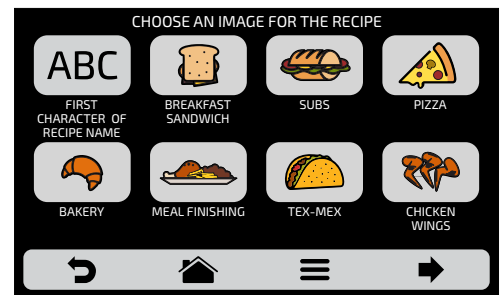 CHOOSE AN IMAGE FOR THE RECIPE
ABC
FIRST
CHARACTER OF
RECIPE NAME
BREAKFAST
SANDWICH
SUBS
PIZZA
BAKERY
MEAL FINISHING
TEX-MEX
CHICKEN
WINGS